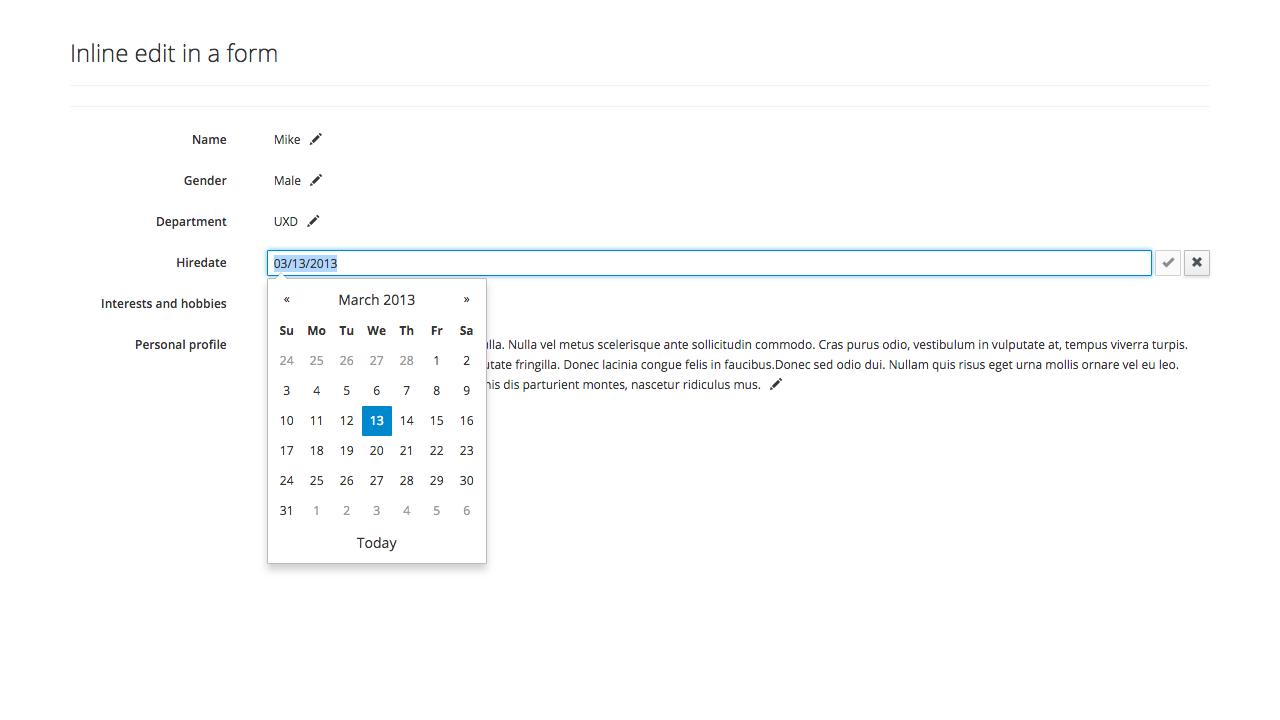 Inline edit in a form
Name Mike
Gender Male
Department UXD
Hiredate 03/13/2013
« March 2013 »
Su Mo Tu We Th Fr Sa
24 25 26 27 28 1 2
3 4 5 6 7 8 9
10 11 12 13 14 15 16
17 18 19 20 21 22 23
24 25 26 27 28 29 30
31 1 2 3 4 5 6
Today
Interests and hobbies
Personal profile
Nulla vel metus scelerisque ante sollicitudin commodo. Cras purus odio, vestibulum in vulputate at, tempus viverra turpis.
fringilla. Donec lacinia congue felis in faucibus.Donec sed odio dui. Nullam quis risus eget urna mollis ornare vel eu leo.
dis parturient montes, nascetur ridiculus mus.